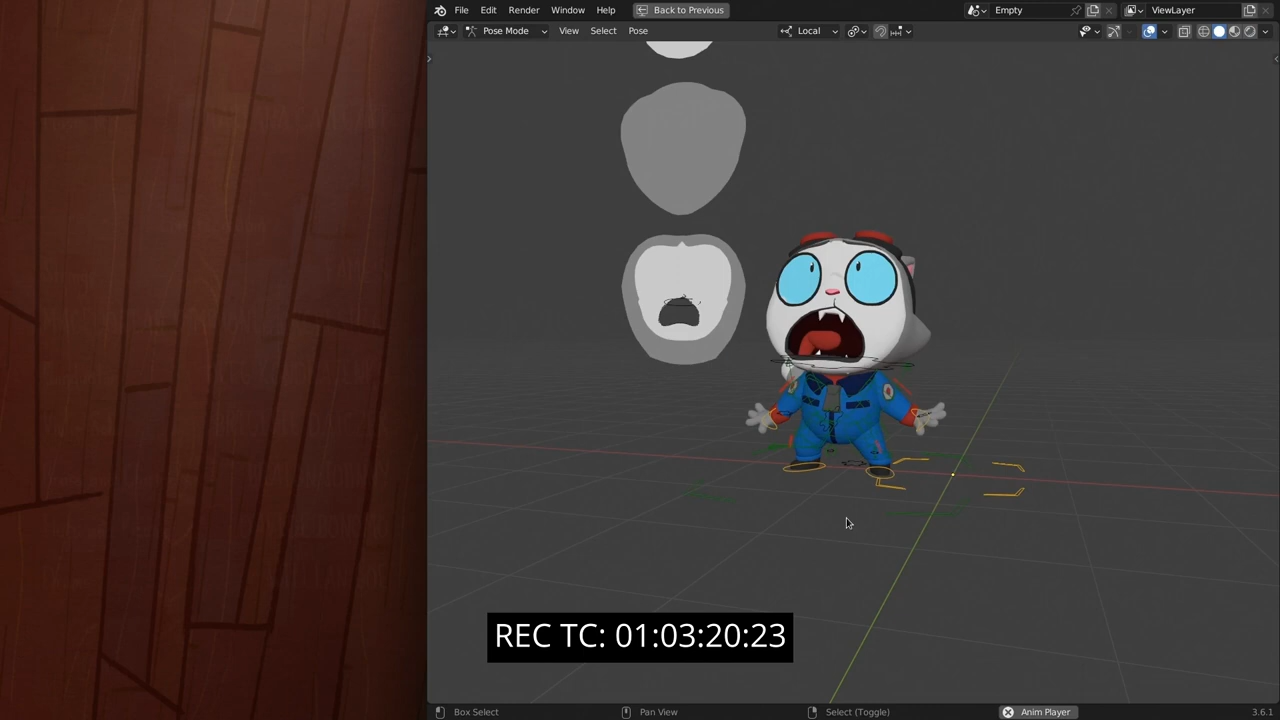 File Edit Render Window Help Back to Previous Empty ViewLayer
Pose Mode View Select Pose Local
REC TC: 01:03:20:23
Box Select Pan View Select (Toggle) Anim Player 3.6.1